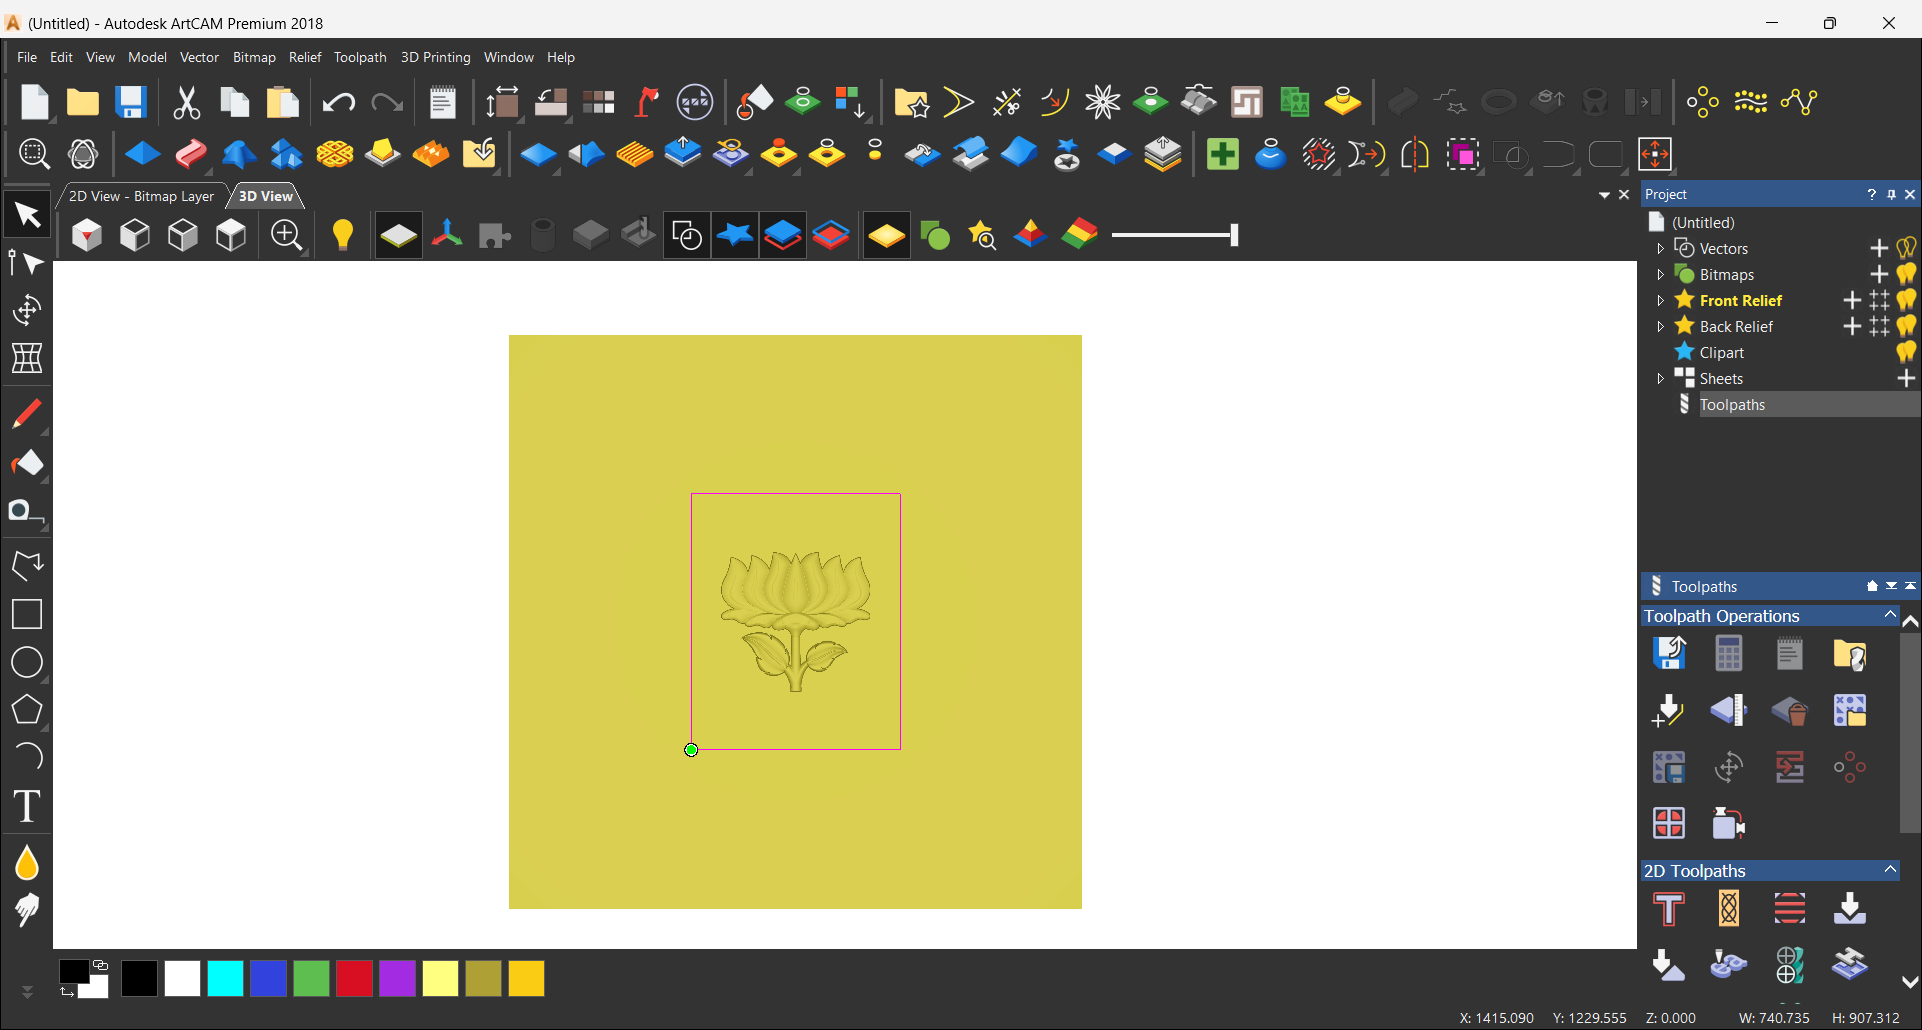 (Untitled) - Autodesk ArtCAM Premium 2018
File Edit View Model Vector Bitmap Relief Toolpath 3D Printing Window Help
2D View - Bitmap Layer 3D View
Project
(Untitled)
Vectors
Bitmaps
Front Relief
Back Relief
Clipart
Sheets
Toolpaths
Toolpaths
Toolpath Operations
2D Toolpaths
X: 1415.090 Y: 1229.555 Z: 0.000 W: 740.735 H: 907.312